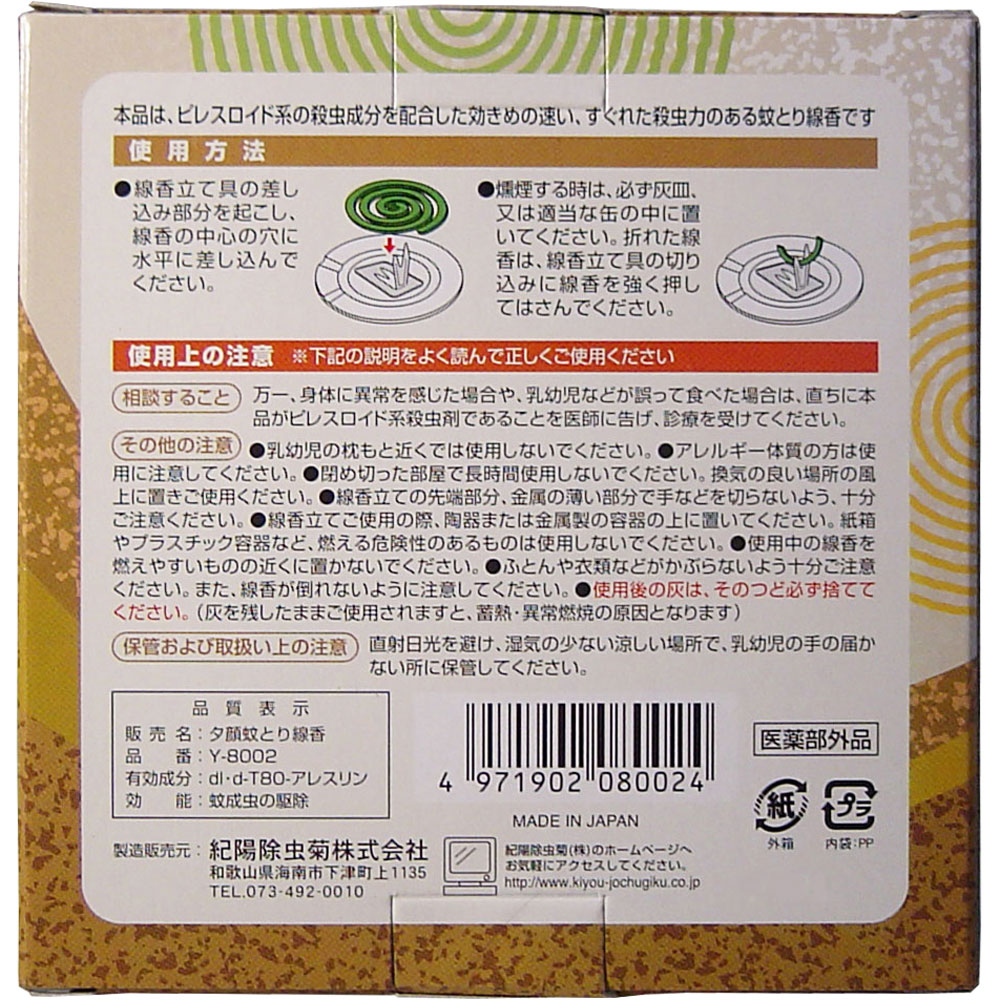 本品は、ピレスロイド系の殺虫成分を配合した効きめの速い、すぐれた殺虫力のある蚊とり線香です
使用方法
●線香立て具の差し
込み部分を起こし、
線香の中心の穴に
水平に差し込んで
ください。
●燻煙する時は、必ず灰皿、
又は適当な缶の中に置
いてください。折れた線
香は、線香立て具の切り
込みに線香を強く押し
てはさんでください。
使用上の注意 ※下記の説明をよく読んで正しくご使用ください
相談すること 万一、身体に異常を感じた場合や、乳幼児などが誤って食べた場合は、直ちに本
品がピレスロイド系殺虫剤であることを医師に告げ、診療を受けてください。
その他の注意 ●乳幼児の枕もと近くでは使用しないでください。●アレルギー体質の方は使
用に注意してください。●閉め切った部屋で長時間使用しないでください。換気の良い場所の風
上に置きご使用ください。●線香立ての先端部分、金属の薄い部分で手などを切らないよう、十分
ご注意ください。●線香立てご使用の際、陶器または金属製の容器の上に置いてください。紙箱
やプラスチック容器など、燃える危険性のあるものは使用しないでください。●使用中の線香を
燃えやすいものの近くに置かないでください。●ふとんや衣類などがかぶらないよう十分ご注意
ください。また、線香が倒れないように注意してください。●使用後の灰は、そのつど必ず捨てて
ください。(灰を残したままご使用されますと、蓄熱・異常燃焼の原因となります)
保管および取扱い上の注意 直射日光を避け、湿気の少ない涼しい場所で、乳幼児の手の届か
ない所に保管してください。
品質表示
販売名:夕顔蚊とり線香
品番:Y-8002
有効成分:dl・d-T80-アレスリン
効能:蚊成虫の駆除
4 971902 080024
MADE IN JAPAN
医薬部外品
紙
外箱
プラ
内袋:PP
製造販売元:紀陽除虫菊株式会社
和歌山県海南市下津町上1135
TEL.073-492-0010
紀陽除虫菊(株)のホームページへ
お気軽にアクセスしてください。
http://www.kiyou-jochugiku.co.jp